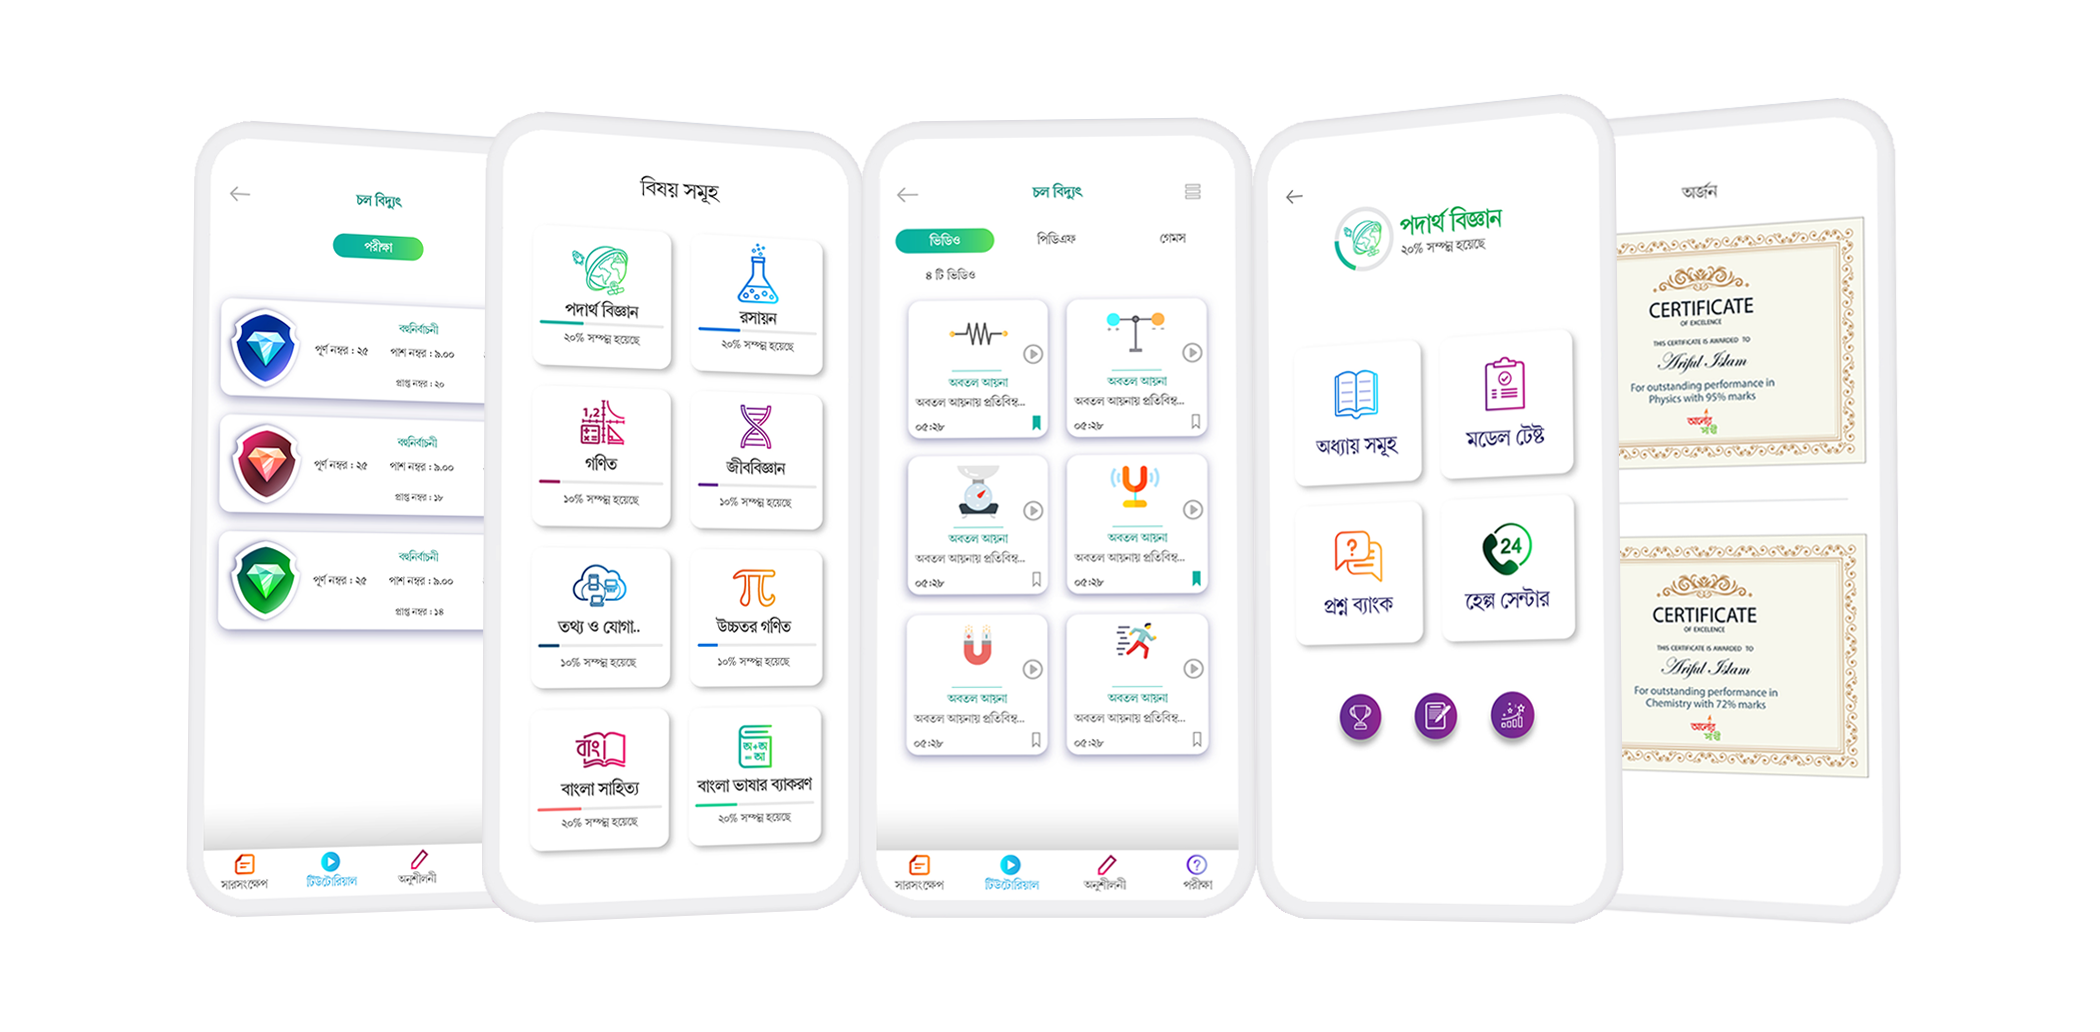 চল বিদ্যুৎ
পরীক্ষা
বহুনির্বাচনী
পূর্ণ নম্বর : ২৫
পাশ নম্বর : ৯.০০
প্রাপ্ত নম্বর : ২০
বহুনির্বাচনী
পূর্ণ নম্বর : ২৫
পাশ নম্বর : ৯.০০
প্রাপ্ত নম্বর : ১৮
বহুনির্বাচনী
পূর্ণ নম্বর : ২৫
পাশ নম্বর : ৯.০০
প্রাপ্ত নম্বর : ১৪
সারসংক্ষেপ
টিউটোরিয়াল
অনুশীলনী
বিষয় সমূহ
পদার্থ বিজ্ঞান
২০% সম্পন্ন হয়েছে
রসায়ন
২০% সম্পন্ন হয়েছে
1,2
গণিত
১০% সম্পন্ন হয়েছে
জীববিজ্ঞান
১০% সম্পন্ন হয়েছে
তথ্য ও যোগা..
১০% সম্পন্ন হয়েছে
উচ্চতর গণিত
১০% সম্পন্ন হয়েছে
বাং
বাংলা সাহিত্য
২০% সম্পন্ন হয়েছে
অ+অ
= আ
বাংলা ভাষার ব্যাকরণ
২০% সম্পন্ন হয়েছে
চল বিদ্যুৎ
ভিডিও
পিডিএফ
গেমস
৪ টি ভিডিও
অবতল আয়না
অবতল আয়নায় প্রতিবিম্ব...
০৫:২৮
অবতল আয়না
অবতল আয়নায় প্রতিবিম্ব...
০৫:২৮
অবতল আয়না
অবতল আয়নায় প্রতিবিম্ব...
০৫:২৮
অবতল আয়না
অবতল আয়নায় প্রতিবিম্ব...
০৫:২৮
অবতল আয়না
অবতল আয়নায় প্রতিবিম্ব...
০৫:২৮
অবতল আয়না
অবতল আয়নায় প্রতিবিম্ব...
০৫:২৮
সারসংক্ষেপ
টিউটোরিয়াল
অনুশীলনী
পরীক্ষা
পদার্থ বিজ্ঞান
২০% সম্পন্ন হয়েছে
অধ্যায় সমূহ
মডেল টেস্ট
প্রশ্ন ব্যাংক
24
হেল্প সেন্টার
অর্জন
CERTIFICATE
OF EXCELENCE
THIS CERTIFICATE IS AWARDED TO
Ariful Islam
For outstanding performance in
Physics with 95% marks
CERTIFICATE
OF EXCELENCE
THIS CERTIFICATE IS AWARDED TO
Ariful Islam
For outstanding performance in
Chemistry with 72% marks